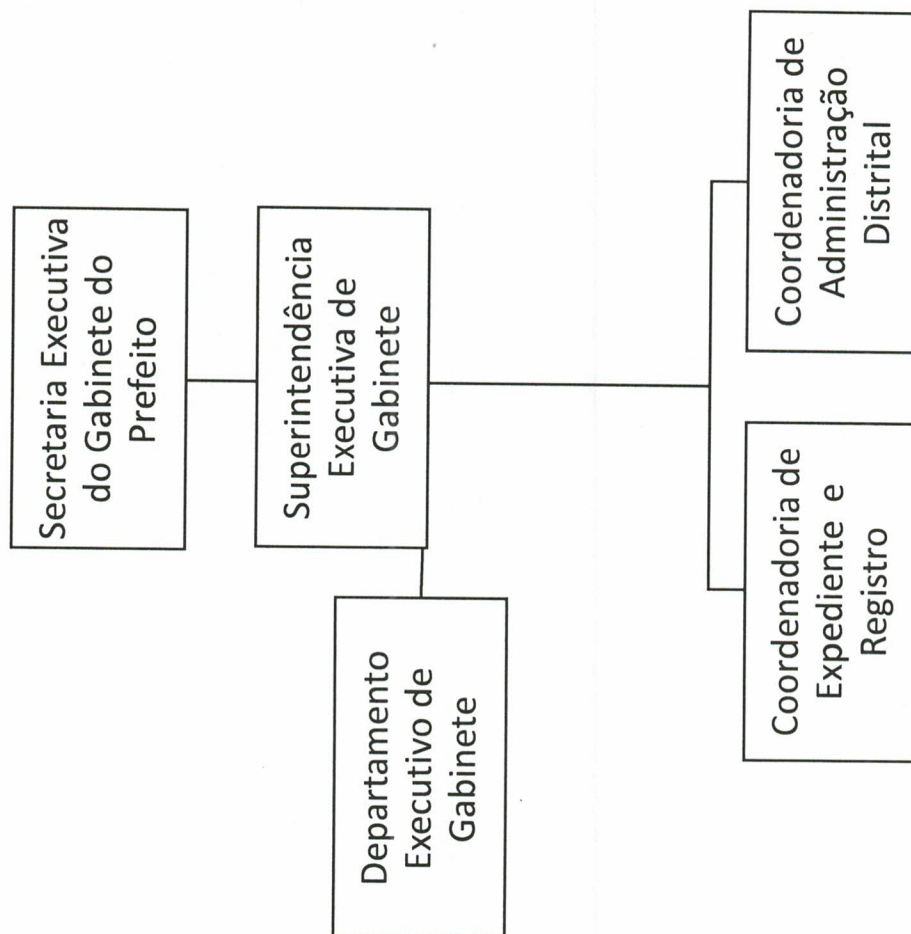 Secretaria Executiva
do Gabinete do
Prefeito
Superintendência
Executiva de
Gabinete
Departamento
Executivo de
Gabinete
Coordenadoria de
Expediente e
Registro
Coordenadoria de
Administração
Distrital